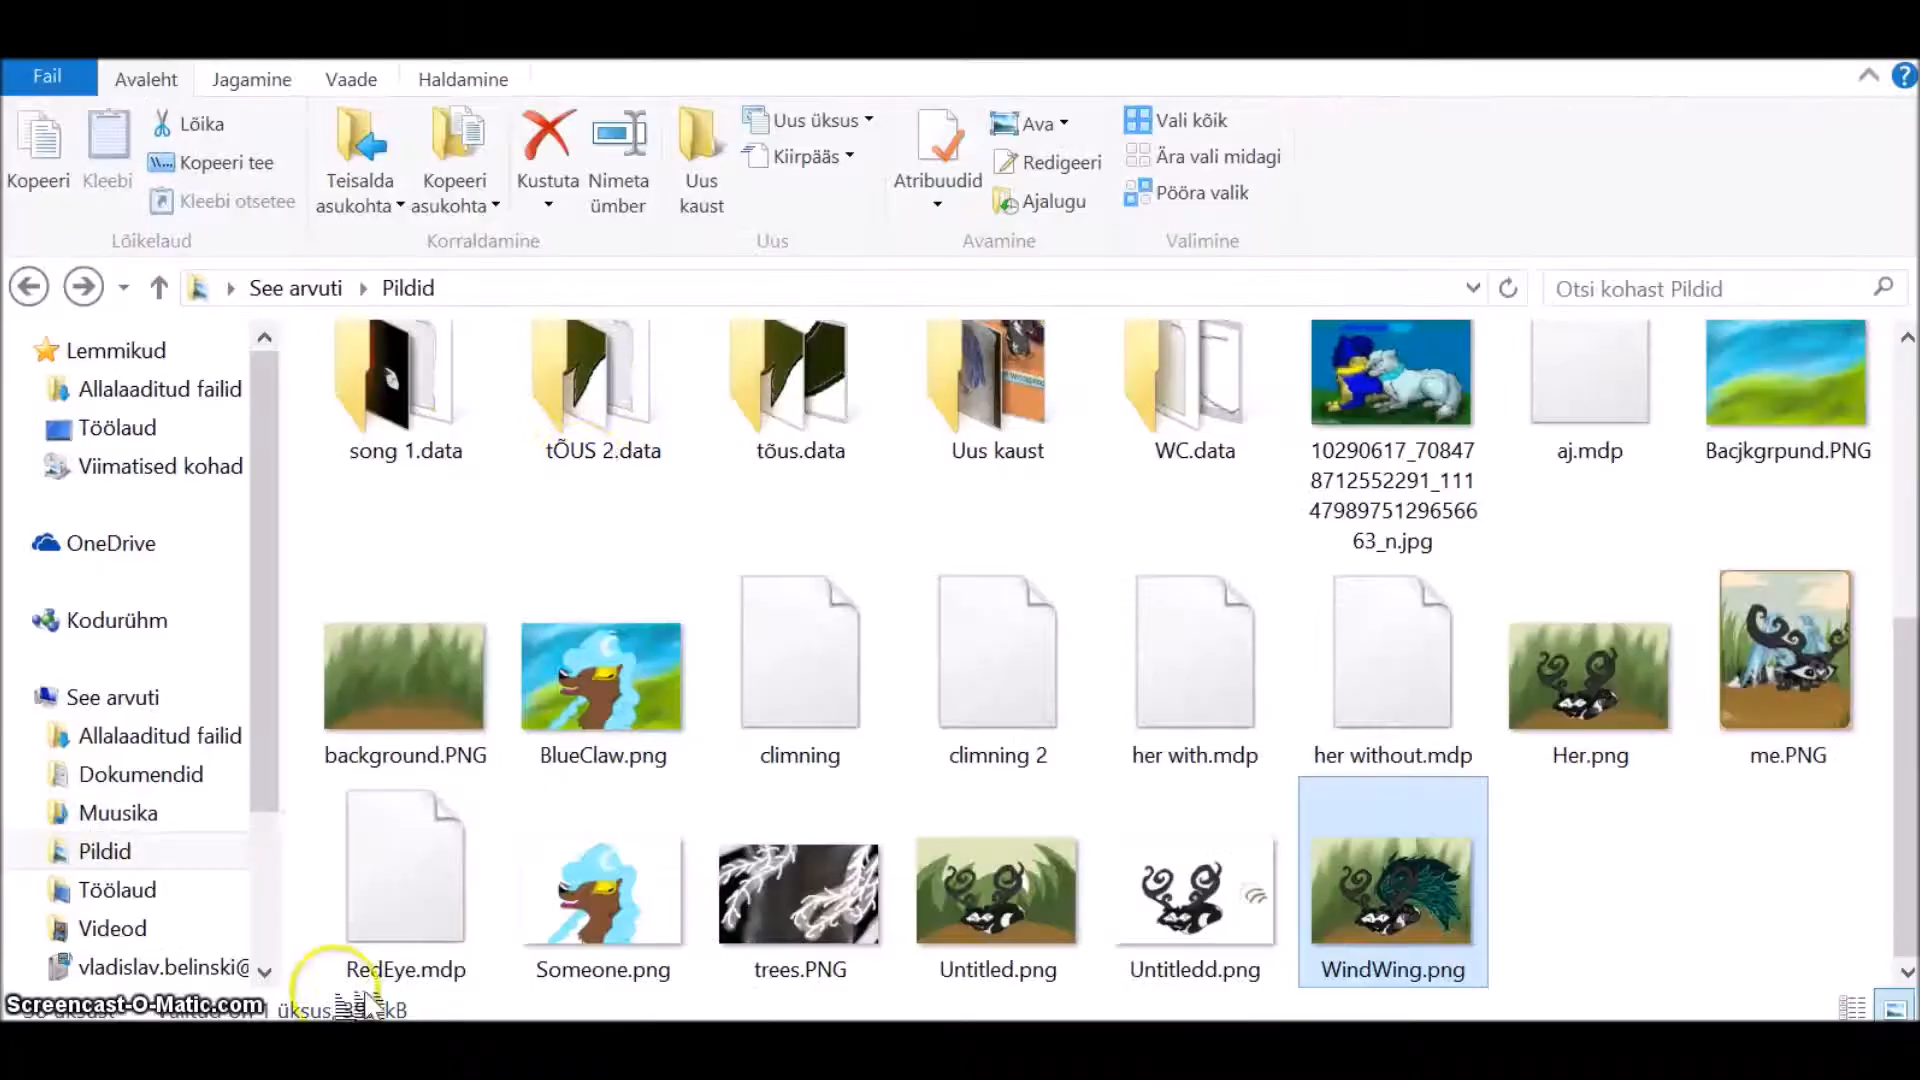 Fail Avaleht Jagamine Vaade Haldamine
Kopeeri Kleebi Lõika
Kopeeri tee
Kleebi otsetee
Lõikelaud
Teisalda asukohta
Kopeeri asukohta
Kustuta
Nimeta ümber
Korraldamine
Uus kaust
Uus üksus
Kiirpääs
Uus
Atribuudid
Ava
Redigeeri
Ajalugu
Avamine
Vali kõik
Ära vali midagi
Pööra valik
Valimine
See arvuti Pildid
Otsi kohast Pildid
Lemmikud
Allalaaditud failid
Töölaud
Viimatised kohad
OneDrive
Kodurühm
See arvuti
Allalaaditud failid
Dokumendid
Muusika
Pildid
Töölaud
Videod
vladislav.belinski@
song 1.data tÕUS 2.data tõus.data Uus kaust WC.data
10290617_70847
8712552291_111
47989751296566
63_n.jpg
aj.mdp Bacjkgrpund.PNG
background.PNG BlueClaw.png climning climning 2 her with.mdp her without.mdp Her.png me.PNG
RedEye.mdp Someone.png trees.PNG Untitled.png Untitledd.png WindWing.png
Screencast-O-Matic.com
1 üksus, kB